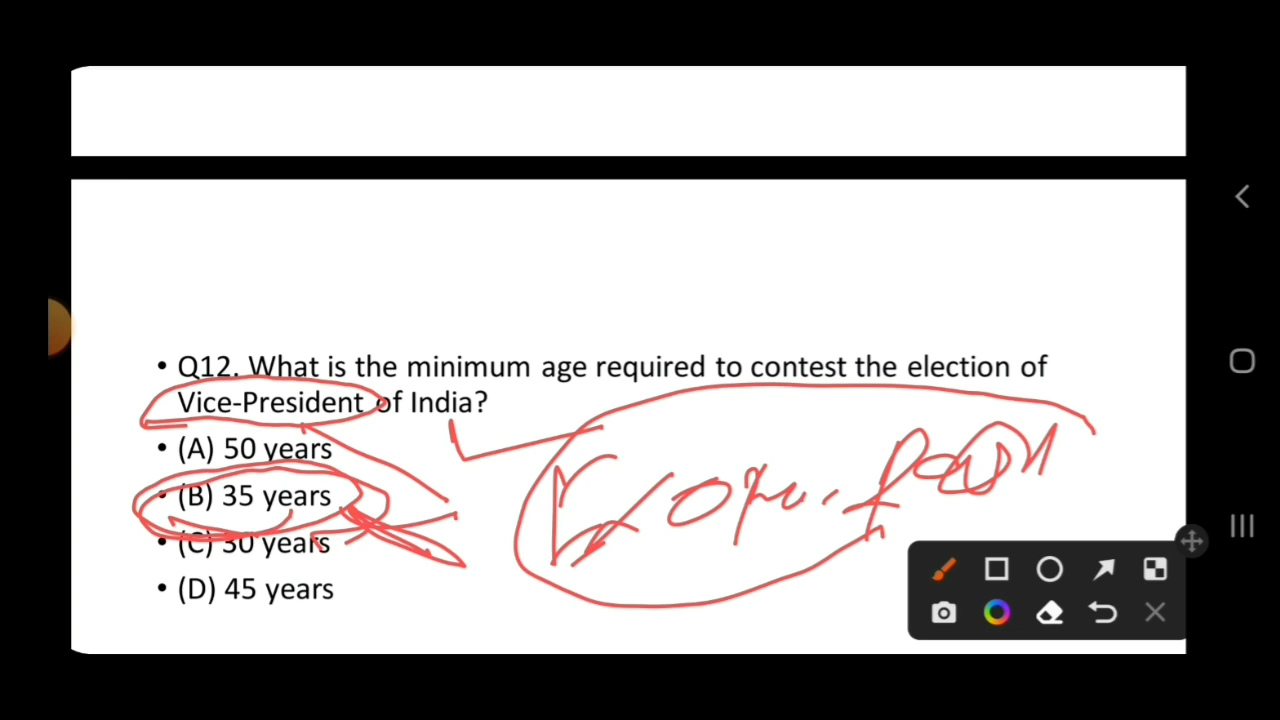 • Q12. What is the minimum age required to contest the election of
Vice-President of India?
• (A) 50 years
• (B) 35 years
• (C) 30 years
• (D) 45 years